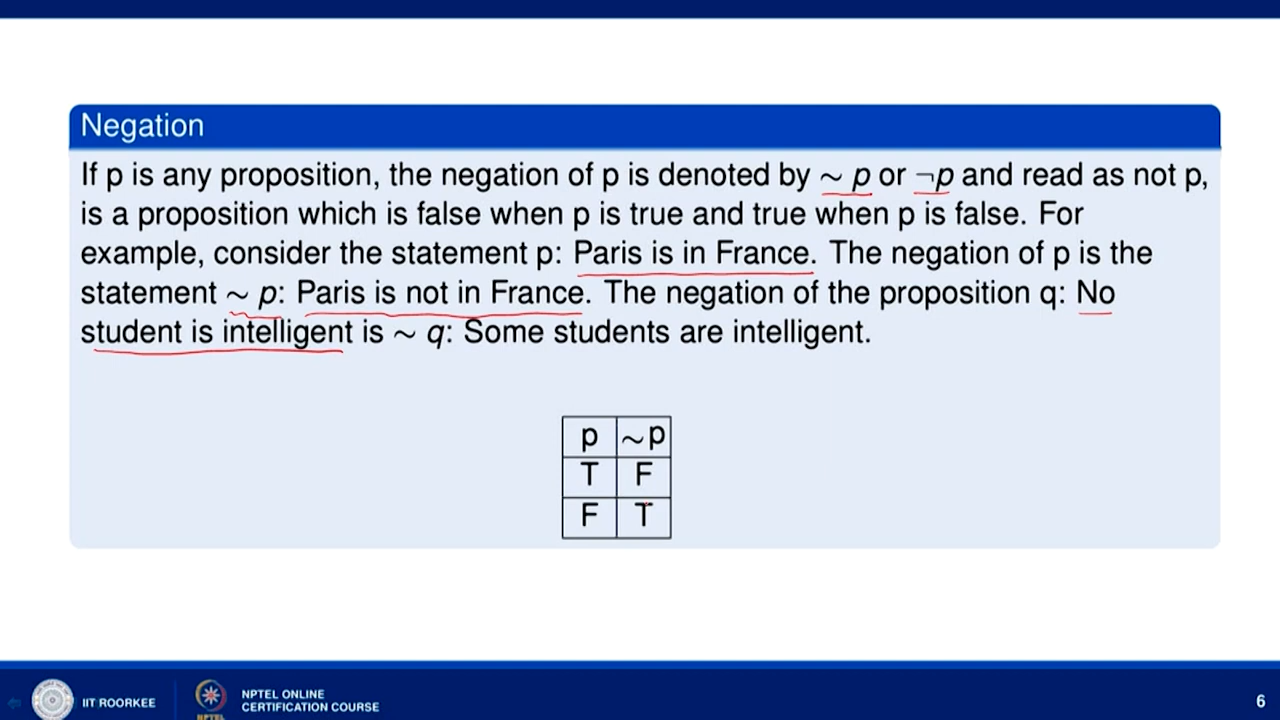 Negation
If p is any proposition, the negation of p is denoted by ∼ p or ¬p and read as not p,
is a proposition which is false when p is true and true when p is false. For
example, consider the statement p: Paris is in France. The negation of p is the
statement ∼ p: Paris is not in France. The negation of the proposition q: No
student is intelligent is ∼ q: Some students are intelligent.
p ∼p
T F
F T
IIT ROORKEE
NPTEL
NPTEL ONLINE
CERTIFICATION COURSE
6